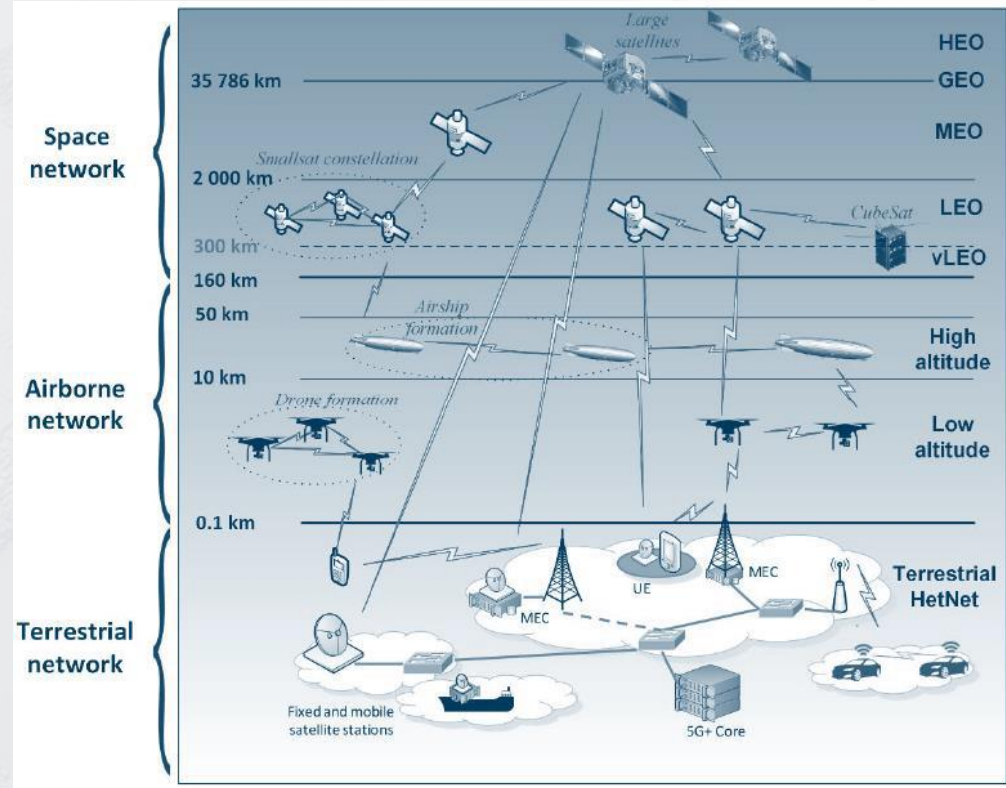 Large
satellites
HEO
35 786 km
GEO
Space
network
MEO
Smallsat constellation
2 000 km
LEO
CubeSat
300 km
vLEO
160 km
50 km
Airship
formation
High
altitude
10 km
Airborne
network
Drone formation
Low
altitude
0.1 km
MEC
UE
Terrestrial
HetNet
MEC
Terrestrial
network
Fixed and mobile
satellite stations
5G+ Core